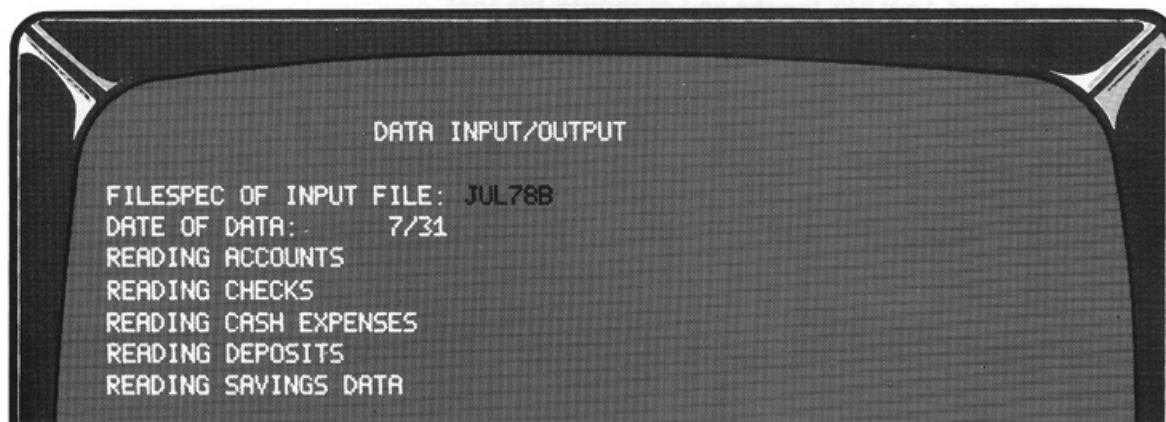 DATA INPUT/OUTPUT
FILESPEC OF INPUT FILE: JUL78B
DATE OF DATA: 7/31
READING ACCOUNTS
READING CHECKS
READING CASH EXPENSES
READING DEPOSITS
READING SAVINGS DATA